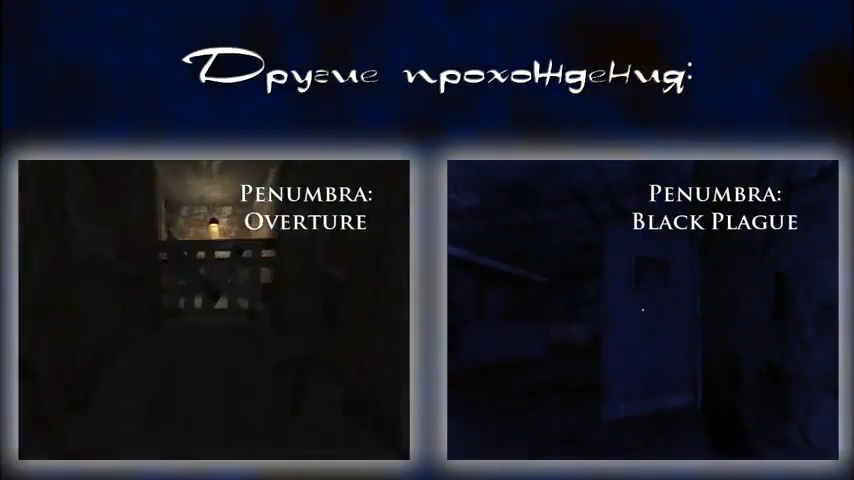 Другие прохождения:
Penumbra:
Overture
Penumbra:
Black Plague